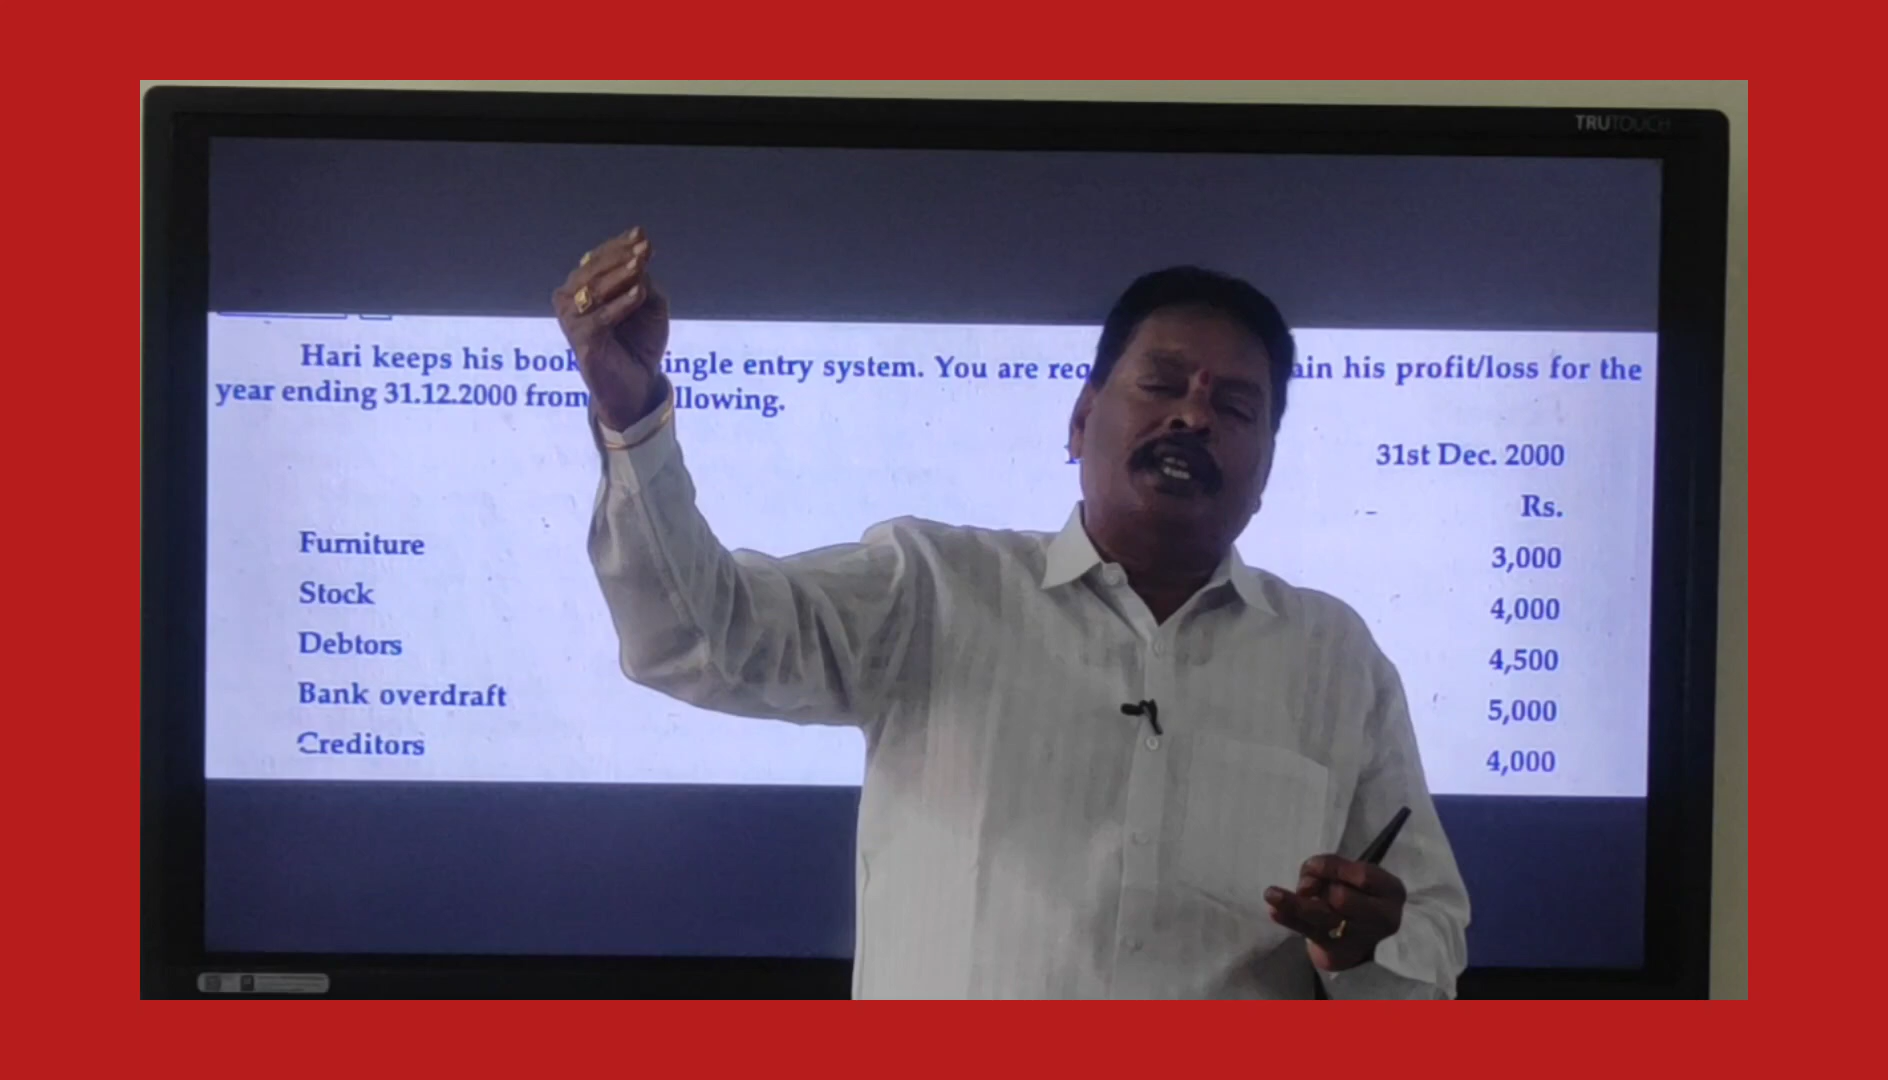 TRUTOUCH
Hari keeps his book ingle entry system. You are req ain his profit/loss for the
year ending 31.12.2000 from llowing.
31st Dec. 2000
Rs.
Furniture 3,000
Stock 4,000
Debtors 4,500
Bank overdraft 5,000
Creditors 4,000